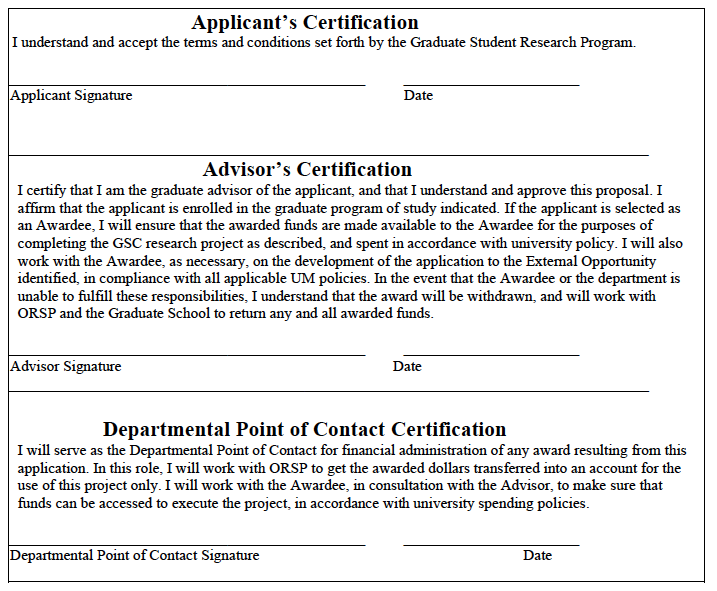 Applicant's Certification
I understand and accept the terms and conditions set forth by the Graduate Student Research Program.
Applicant Signature Date
Advisor's Certification
I certify that I am the graduate advisor of the applicant, and that I understand and approve this proposal. I
affirm that the applicant is enrolled in the graduate program of study indicated. If the applicant is selected as
an Awardee, I will ensure that the awarded funds are made available to the Awardee for the purposes of
completing the GSC research project as described, and spent in accordance with university policy. I will also
work with the Awardee, as necessary, on the development of the application to the External Opportunity
identified, in compliance with all applicable UM policies. In the event that the Awardee or the department is
unable to fulfill these responsibilities, I understand that the award will be withdrawn, and will work with
ORSP and the Graduate School to return any and all awarded funds.
Advisor Signature Date
Departmental Point of Contact Certification
I will serve as the Departmental Point of Contact for financial administration of any award resulting from this
application. In this role, I will work with ORSP to get the awarded dollars transferred into an account for the
use of this project only. I will work with the Awardee, in consultation with the Advisor, to make sure that
funds can be accessed to execute the project, in accordance with university spending policies.
Departmental Point of Contact Signature Date